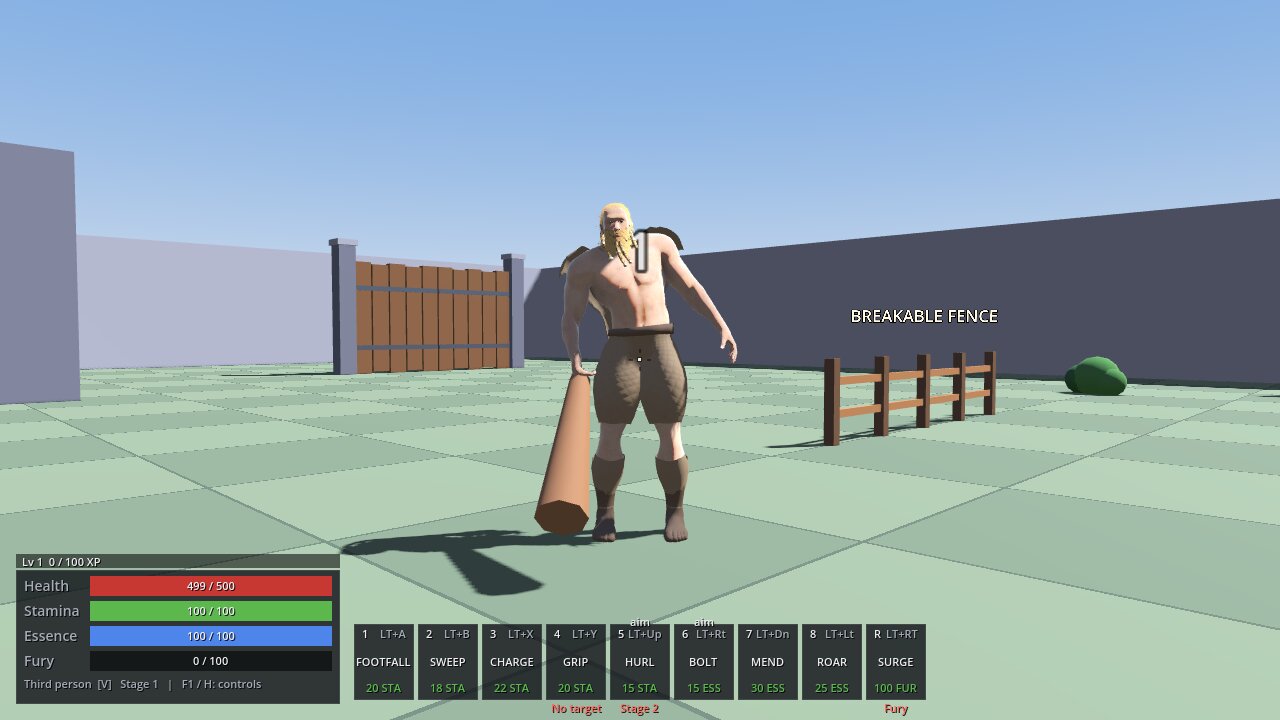 1
BREAKABLE FENCE
Lv 1 0 / 100 XP
Health 499 / 500
Stamina 100 / 100
Essence 100 / 100
Fury 0 / 100
Third person [V] Stage 1 | F1 / H: controls
aim aim
1 LT+A 2 LT+B 3 LT+X 4 LT+Y 5 LT+Up 6 LT+Rt 7 LT+Dn 8 LT+Lt R LT+RT
FOOTFALL SWEEP CHARGE GRIP HURL BOLT MEND ROAR SURGE
20 STA 18 STA 22 STA 20 STA 15 STA 15 ESS 30 ESS 25 ESS 100 FUR
No target Stage 2 Fury